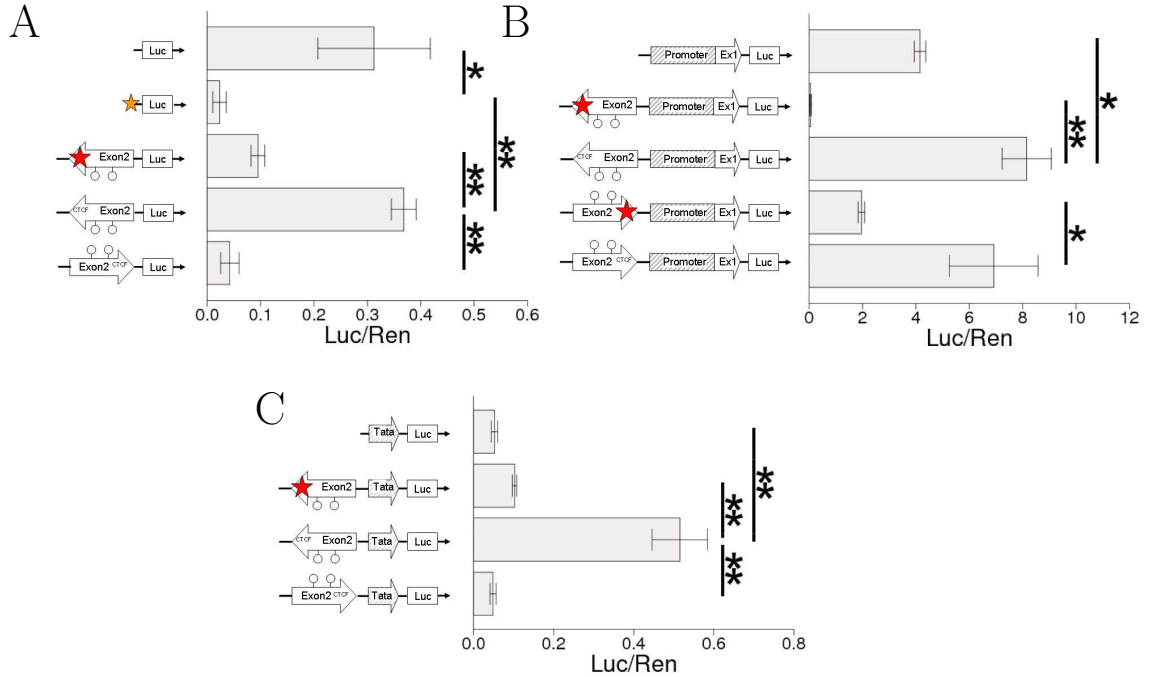 A
Luc
Luc
Exon2 Luc
CTCF Exon2 Luc
Exon2 CTCF Luc
** ** ** *
0.0 0.1 0.2 0.3 0.4 0.5 0.6
Luc/Ren
B
Promoter Ex1 Luc
Exon2 Promoter Ex1 Luc
CTCF Exon2 Promoter Ex1 Luc
Exon2 Promoter Ex1 Luc
Exon2 CTCF Promoter Ex1 Luc
* ** *
0 2 4 6 8 10 12
Luc/Ren
C
Tata Luc
Exon2 Tata Luc
CTCF Exon2 Tata Luc
Exon2 CTCF Tata Luc
** ** **
0.0 0.2 0.4 0.6 0.8
Luc/Ren